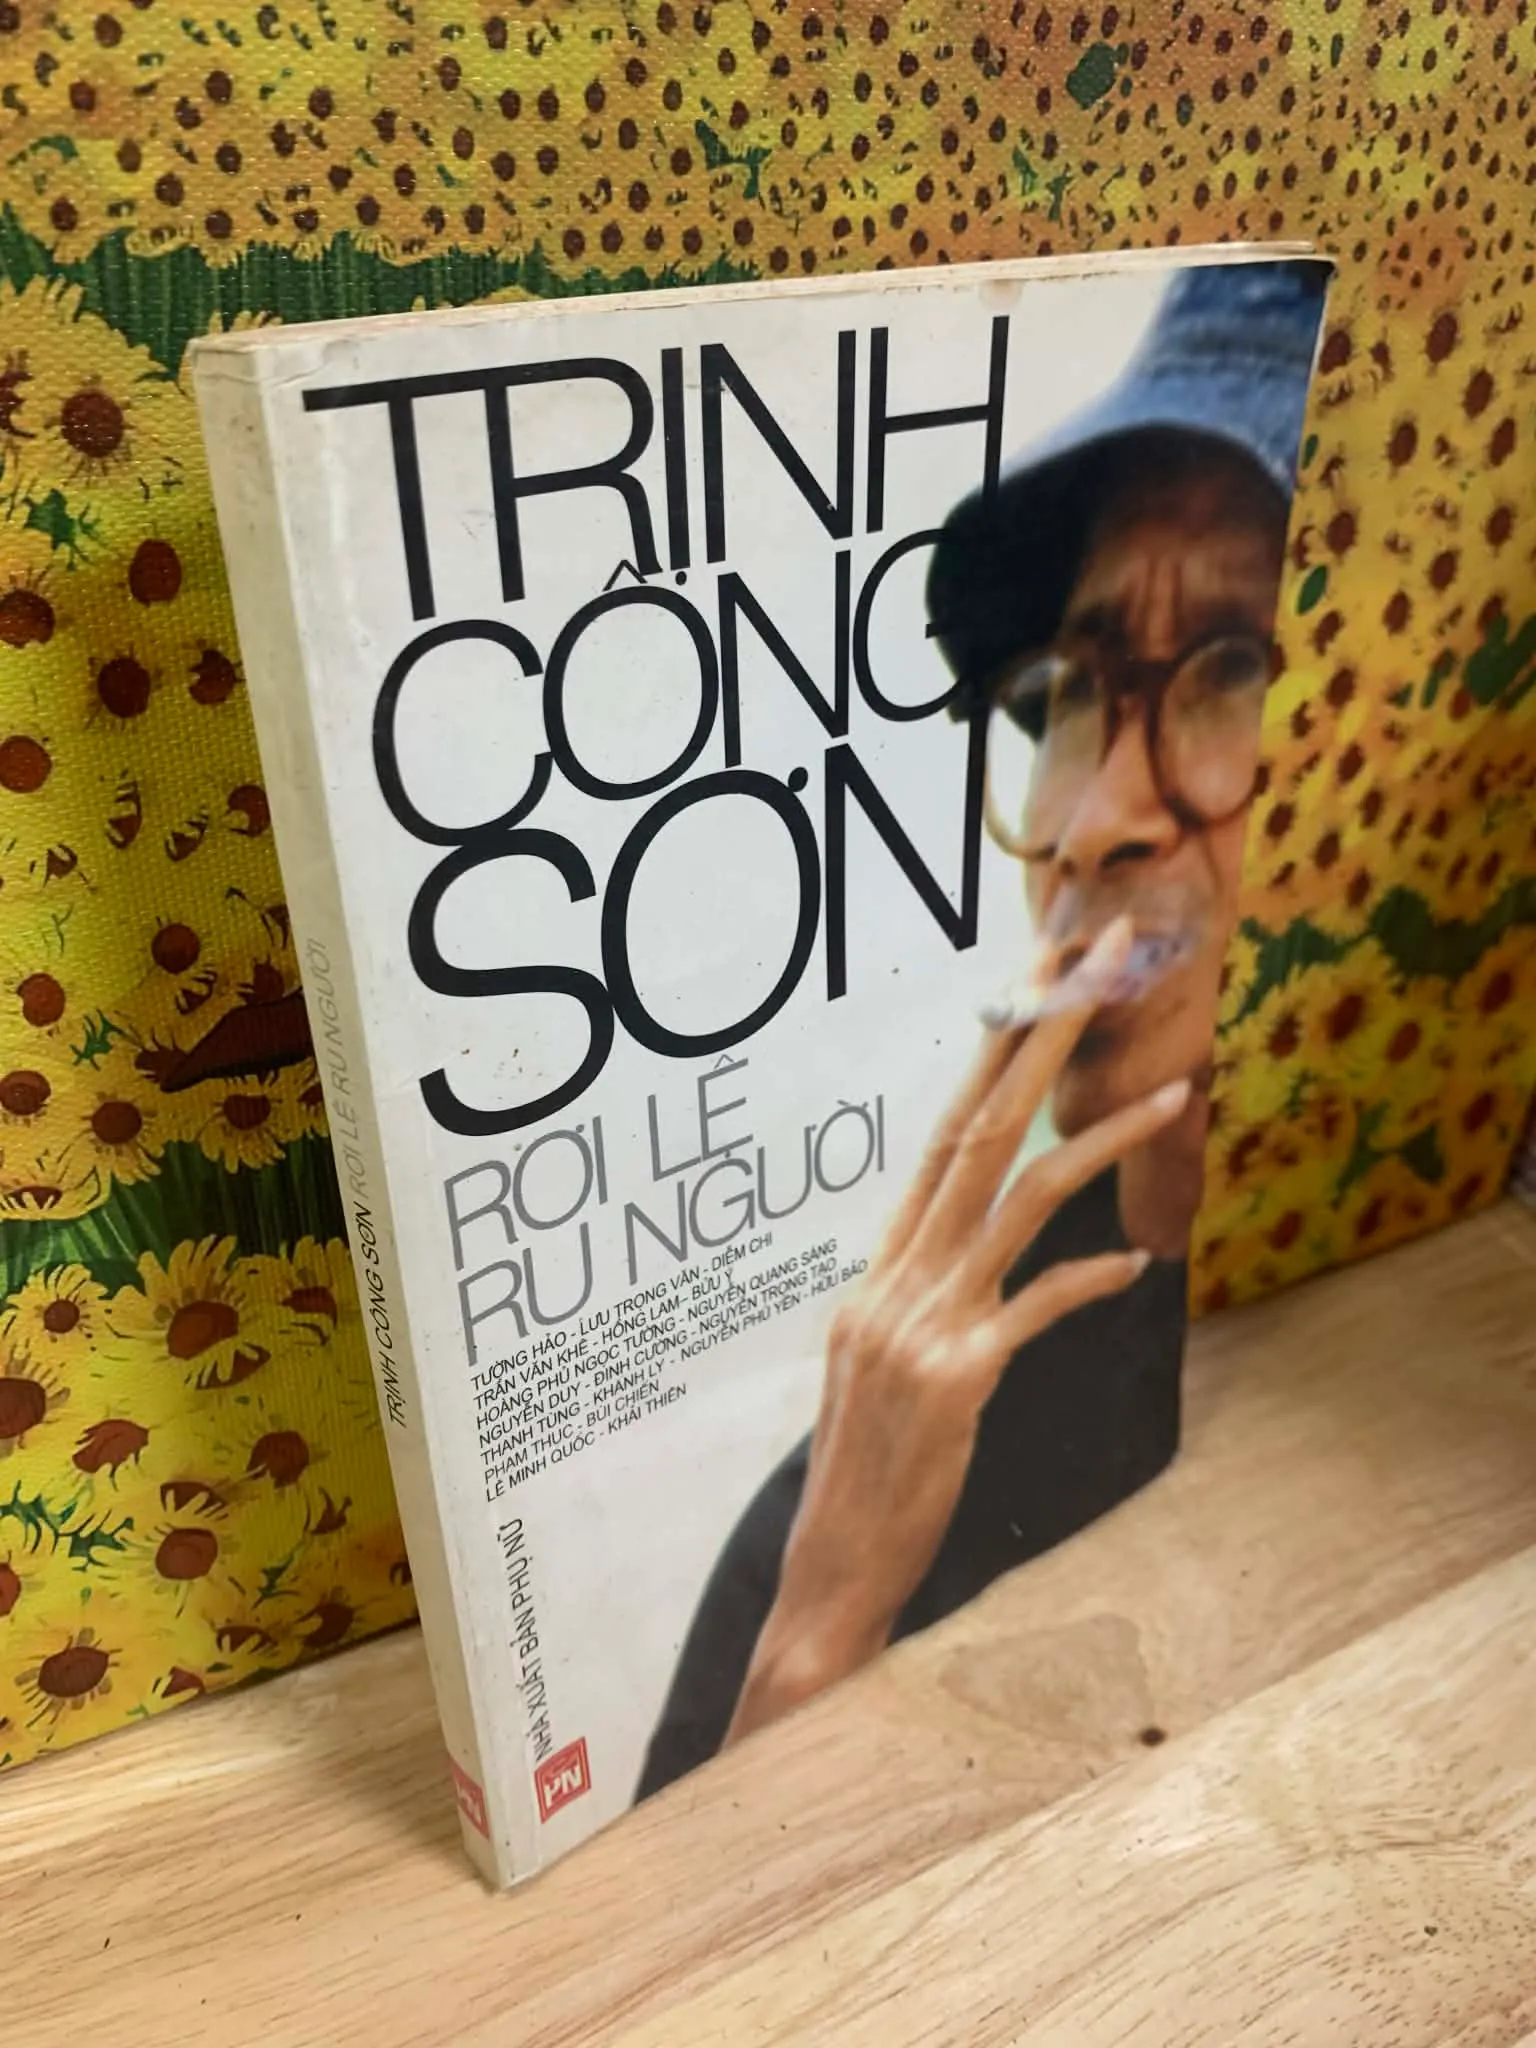 TRỊNH
CÔNG
SƠN
RƠI LỆ
RU NGƯỜI
TƯỜNG HẢO - LƯU TRỌNG VĂN - DIỄM CHI
TRẦN VĂN KHÊ - HỒNG LAM - BỬU Ý
HOÀNG PHỦ NGỌC TƯỜNG - NGUYỄN QUANG SÁNG
NGUYỄN DUY - ĐINH CƯỜNG - NGUYỄN TRỌNG TẠO
THANH TÙNG - KHÁNH LY - NGUYỄN PHÚ YÊN - HỮU BẢO
PHẠM THỤC - BÙI CHIẾN
LÊ MINH QUỐC - KHẢI THIÊN
NHÀ XUẤT BẢN PHỤ NỮ
PN
TRỊNH CÔNG SƠN RƠI LỆ RU NGƯỜI
PN